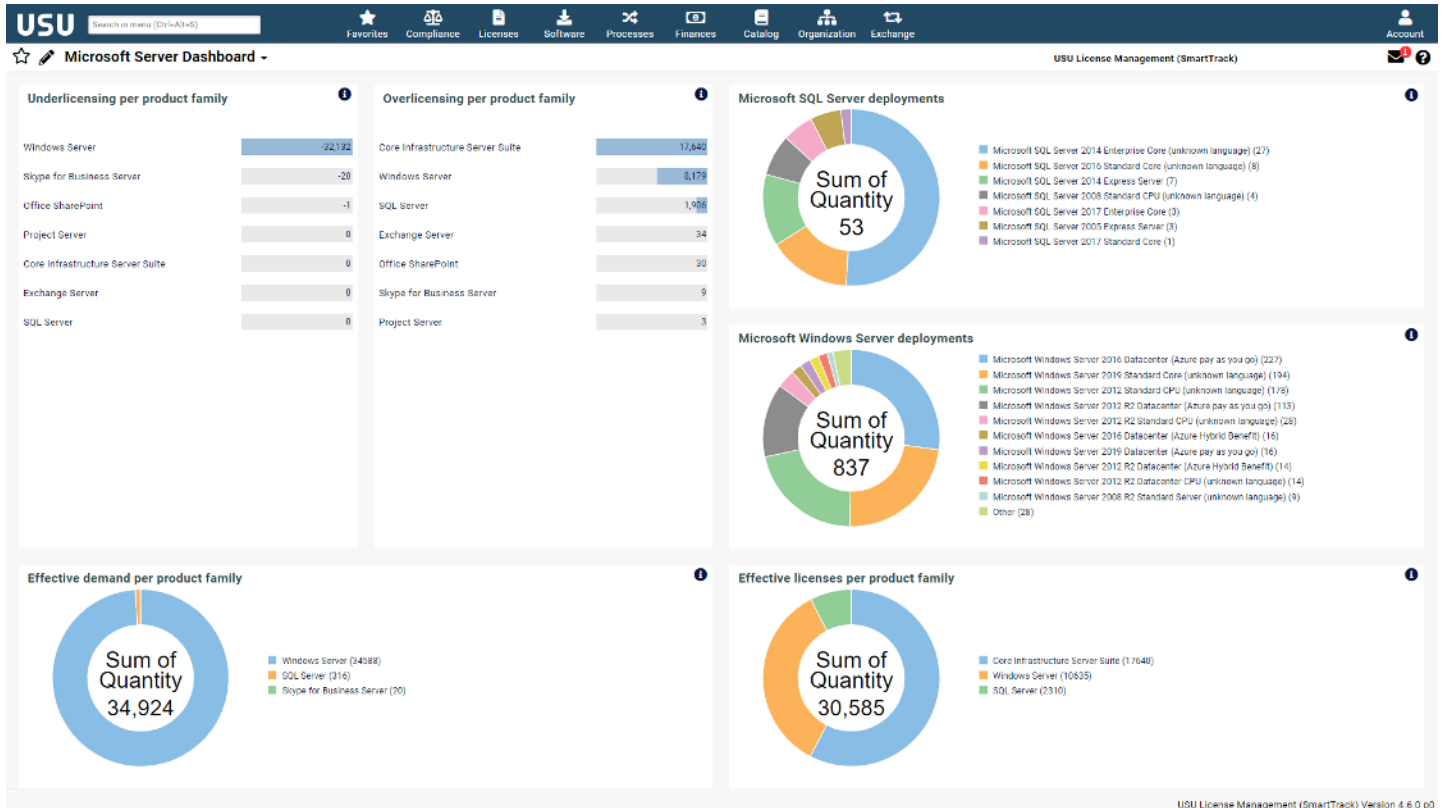 USU
Search in menu (Ctrl+Alt+S)
Favorites Compliance Licenses Software Processes Finances Catalog Organization Exchange Account
Microsoft Server Dashboard
USU License Management (SmartTrack)
1
Underlicensing per product family
Windows Server -32,132
Skype for Business Server -20
Office SharePoint -1
Project Server 0
Core Infrastructure Server Suite 0
Exchange Server 0
SQL Server 0
Overlicensing per product family
Core Infrastructure Server Suite 17,640
Windows Server 8,179
SQL Server 1,906
Exchange Server 34
Office SharePoint 30
Skype for Business Server 9
Project Server 3
Microsoft SQL Server deployments
Sum of
Quantity
53
Microsoft SQL Server 2014 Enterprise Core (unknown language) (27)
Microsoft SQL Server 2016 Standard Core (unknown language) (8)
Microsoft SQL Server 2014 Express Server (7)
Microsoft SQL Server 2008 Standard CPU (unknown language) (4)
Microsoft SQL Server 2017 Enterprise Core (3)
Microsoft SQL Server 2005 Express Server (3)
Microsoft SQL Server 2017 Standard Core (1)
Microsoft Windows Server deployments
Sum of
Quantity
837
Microsoft Windows Server 2016 Datacenter (Azure pay as you go) (227)
Microsoft Windows Server 2019 Standard Core (unknown language) (194)
Microsoft Windows Server 2012 Standard CPU (unknown language) (178)
Microsoft Windows Server 2012 R2 Datacenter (Azure pay as you go) (113)
Microsoft Windows Server 2012 R2 Standard CPU (unknown language) (28)
Microsoft Windows Server 2016 Datacenter (Azure Hybrid Benefit) (16)
Microsoft Windows Server 2019 Datacenter (Azure pay as you go) (16)
Microsoft Windows Server 2012 R2 Datacenter (Azure Hybrid Benefit) (14)
Microsoft Windows Server 2012 R2 Datacenter CPU (unknown language) (14)
Microsoft Windows Server 2008 R2 Standard Server (unknown language) (9)
Other (28)
Effective demand per product family
Sum of
Quantity
34,924
Windows Server (34588)
SQL Server (316)
Skype for Business Server (20)
Effective licenses per product family
Sum of
Quantity
30,585
Core Infrastructure Server Suite (17640)
Windows Server (10635)
SQL Server (2310)
USU License Management (SmartTrack) Version 4.6.0 p0